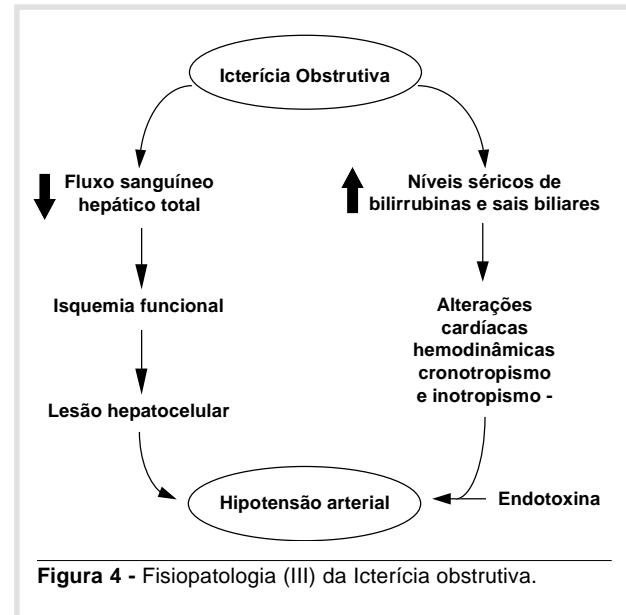 Icterícia Obstrutiva
Fluxo sanguíneo
hepático total
Níveis séricos de
bilirrubinas e sais biliares
Isquemia funcional
Alterações
cardíacas
hemodinâmicas
cronotropismo
e inotropismo -
Lesão hepatocelular
Hipotensão arterial
Endotoxina
Figura 4 - Fisiopatologia (III) da Icterícia obstrutiva.